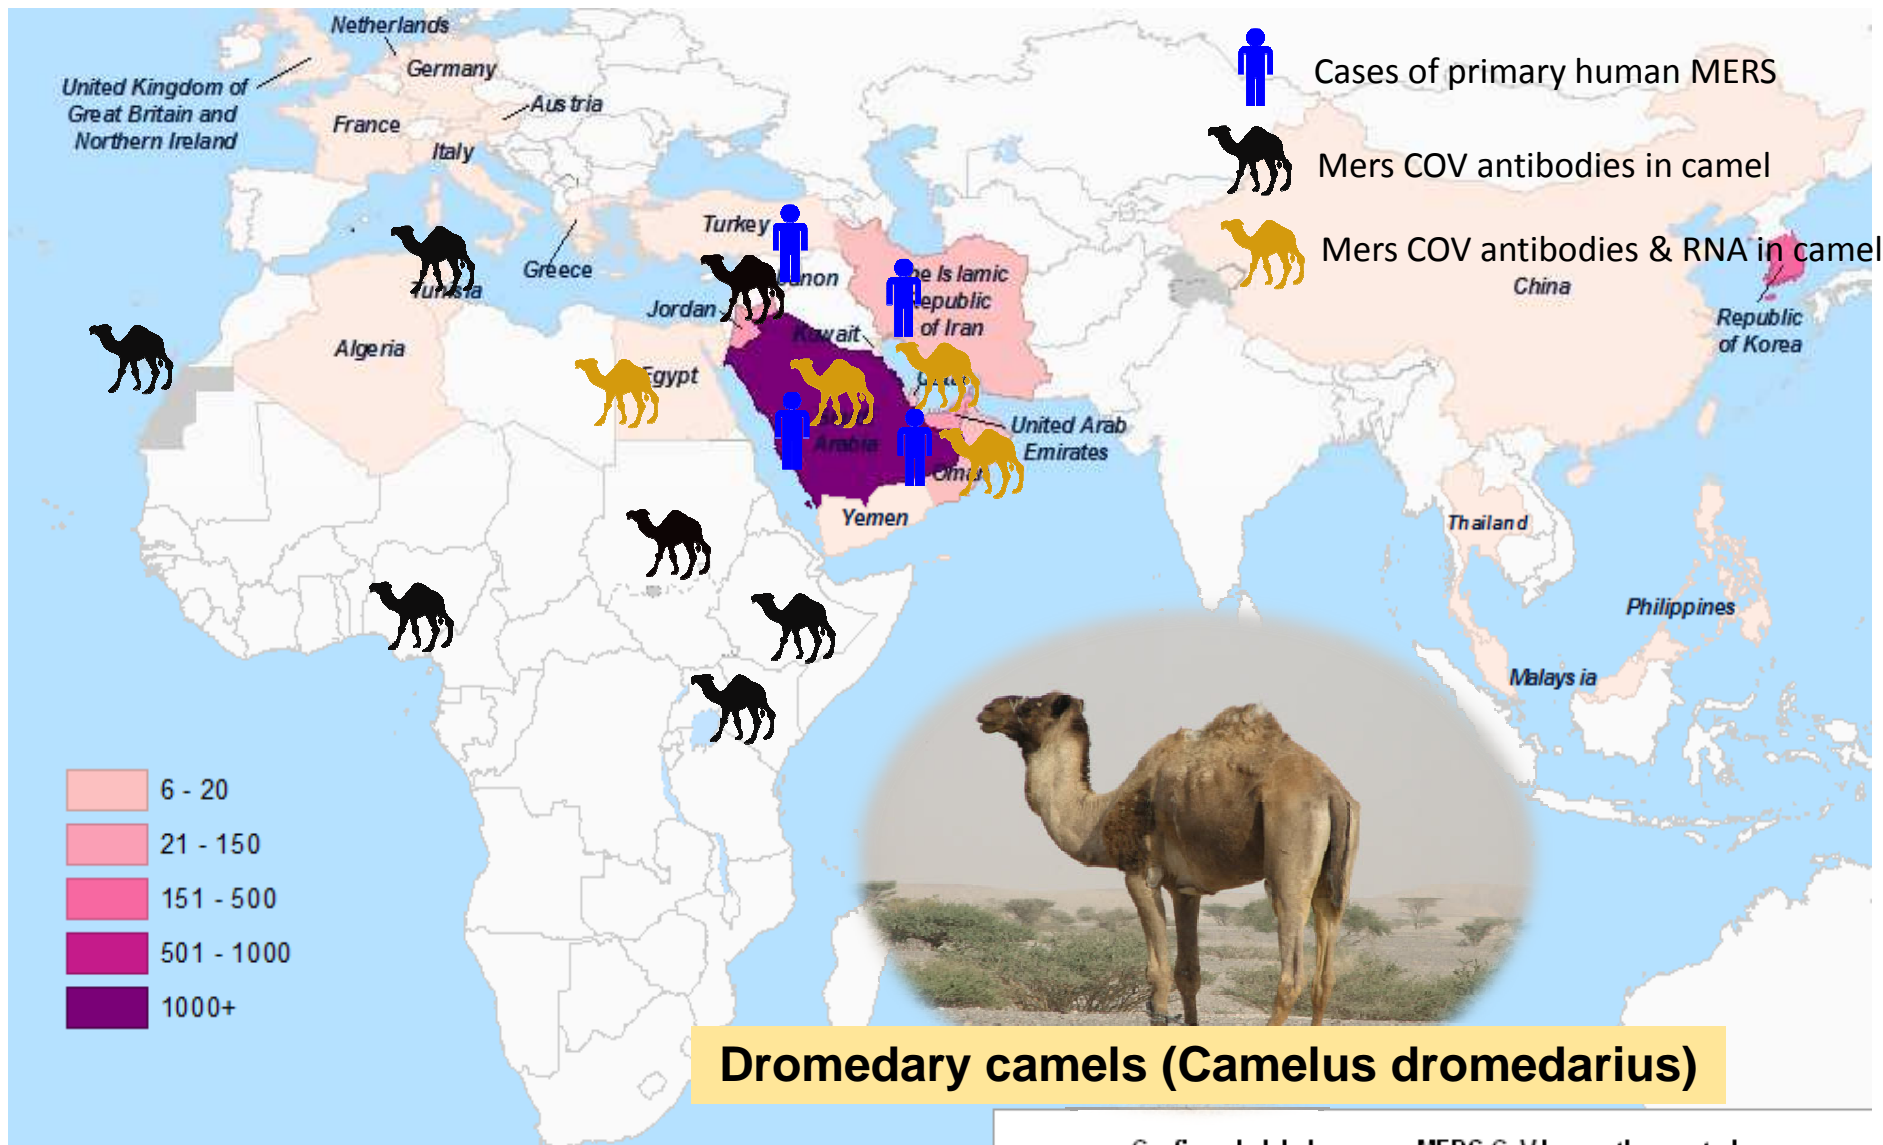 Netherlands
Germany
United Kingdom of
Great Britain and
Northern Ireland
Austria
France
Italy
Turkey
Greece
Tunisia
Jordan
Algeria
Kuwait
Egypt
Islamic
of Iran
Arabia
United Arab
Emirates
Yemen
China
Republic
of Korea
Thailand
Philippines
Malaysia
Cases of primary human MERS
Mers COV antibodies in camel
Mers COV antibodies & RNA in camel
6 - 20
21 - 150
151 - 500
501 - 1000
1000+
Dromedary camels (Camelus dromedarius)